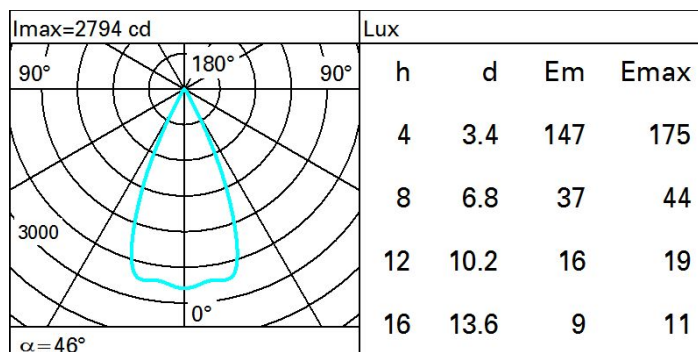 Imax=2794 cd
90° 180° 90°
3000
0°
α=46°
Lux
h d Em Emax
4 3.4 147 175
8 6.8 37 44
12 10.2 16 19
16 13.6 9 11